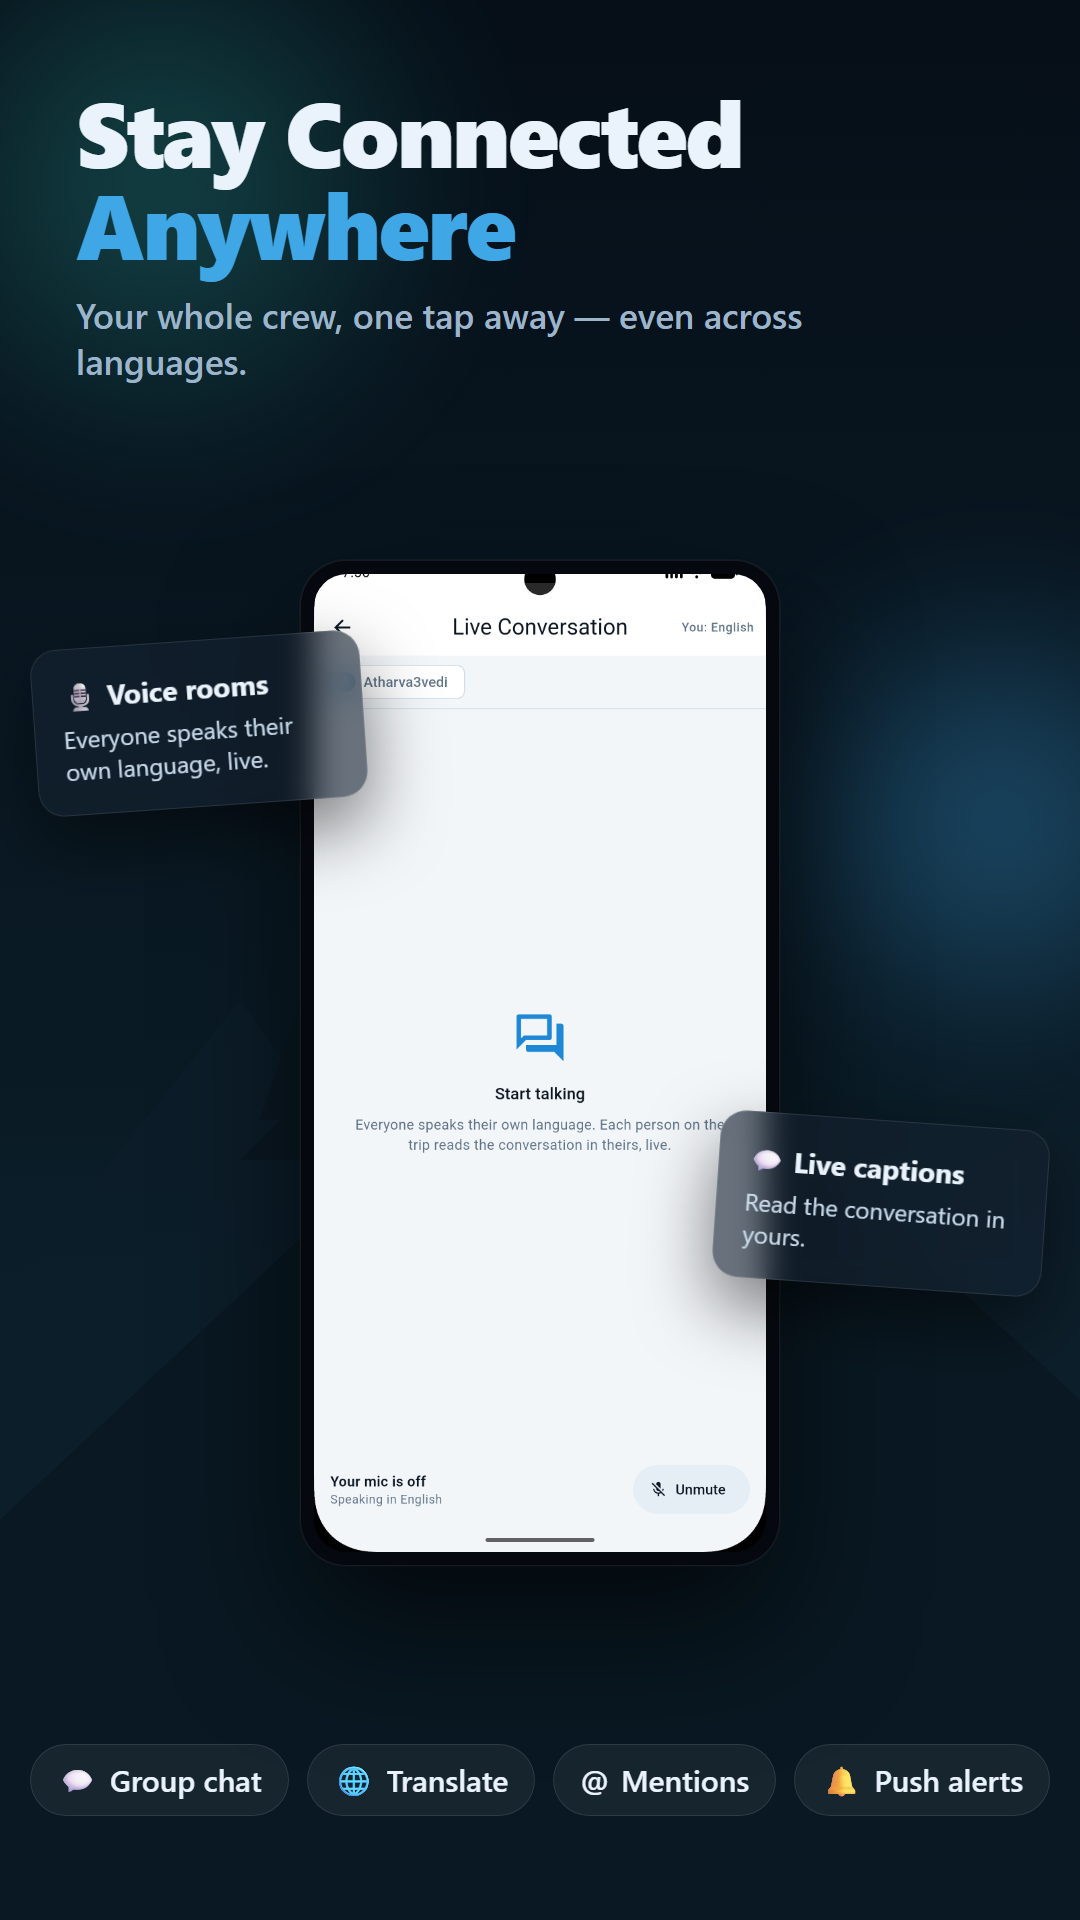 Stay Connected
Anywhere
Your whole crew, one tap away — even across
languages.
Live Conversation
You: English
Atharva3vedi
Voice rooms
Everyone speaks their
own language, live.
Start talking
Everyone speaks their own language. Each person on the
trip reads the conversation in theirs, live.
Live captions
Read the conversation in
yours.
Your mic is off
Speaking in English
Unmute
Group chat
Translate
@ Mentions
Push alerts